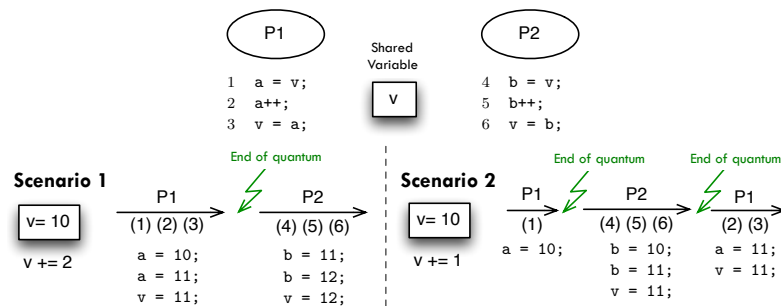 P1
P2
Shared
Variable
v
1 a = v;
2 a++;
3 v = a;
4 b = v;
5 b++;
6 v = b;
Scenario 1
v= 10
v += 2
P1
(1) (2) (3)
a = 10;
a = 11;
v = 11;
End of quantum
P2
(4) (5) (6)
b = 11;
b = 12;
v = 12;
Scenario 2
v= 10
v += 1
P1
(1)
a = 10;
End of quantum
P2
(4) (5) (6)
b = 10;
b = 11;
v = 11;
End of quantum
P1
(2) (3)
a = 11;
v = 11;